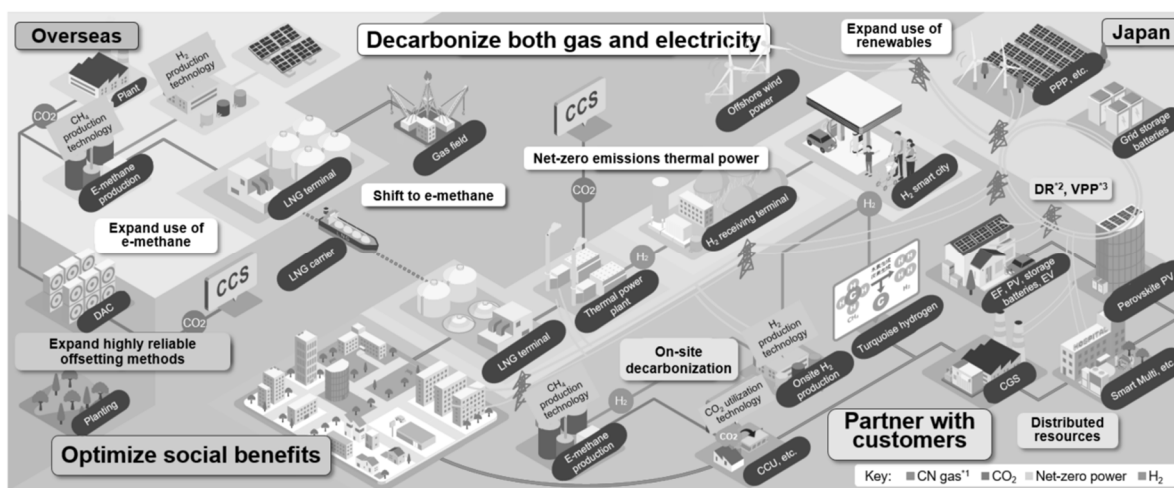 Overseas
Decarbonize both gas and electricity
Expand use of
renewables
Japan
Plant
H2
production
technology
CO2
CH4
production
technology
E-methane
production
LNG terminal
Gas field
CCS
Offshore wind
power
PPP, etc.
Grid storage
batteries
Net-zero emissions thermal power
CO2
Shift to e-methane
H2 smart city
DR*2, VPP*3
Expand use of
e-methane
LNG carrier
H2 receiving terminal
H2
H2
CCS
CO2
DAC
Thermal power
plant
LNG terminal
H2
CH4
C
Turquoise hydrogen
EF, PV, storage
batteries, EV
Perovskite PV
Expand highly reliable
offsetting methods
Planting
On-site
decarbonization
H2
production
technology
Onsite H2
production
HOSPITAL
Smart Multi, etc.
CGS
H2
CH4
production
technology
E-methane
production
CO2 utilization
technology
CO2
CCU, etc.
Optimize social benefits
Partner with
customers
Distributed
resources
Key: CN gas*1 CO2 Net-zero power H2